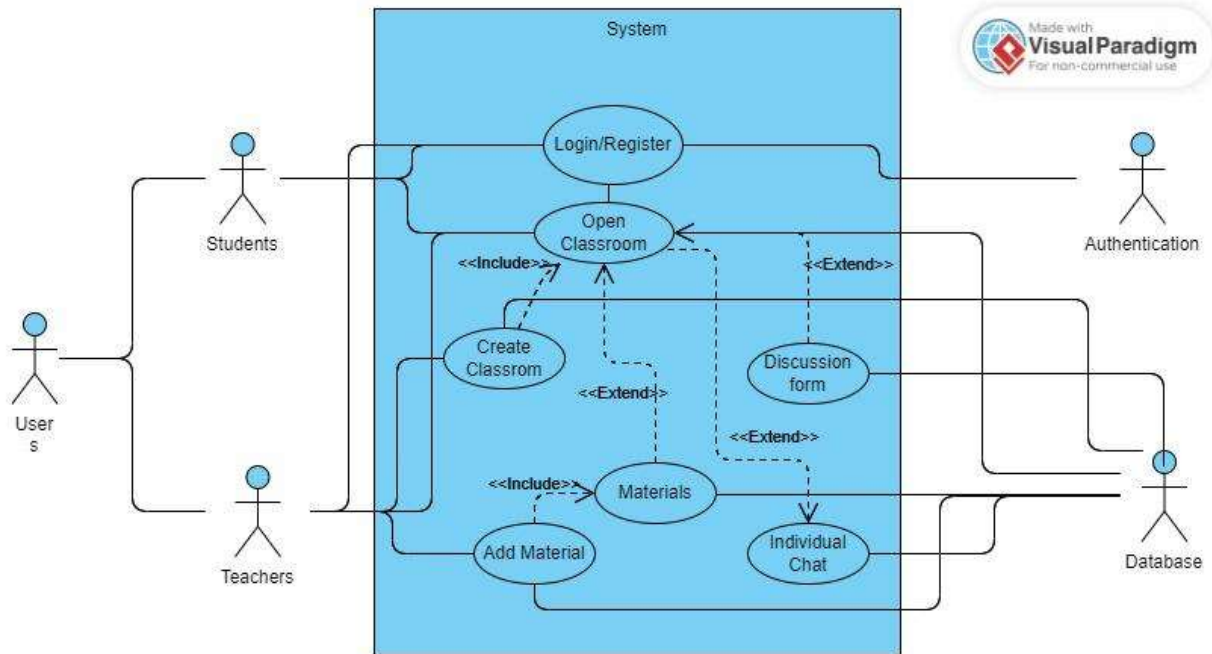 System
Made with
Visual Paradigm
For non-commercial use
Login/Register
Students
Open
Classroom
Authentication
<<Include>>
<<Extend>>
Create
Classrom
Discussion
form
User
s
<<Extend>>
<<Extend>>
<<Include>>
Materials
Add Material
Individual
Chat
Teachers
Database